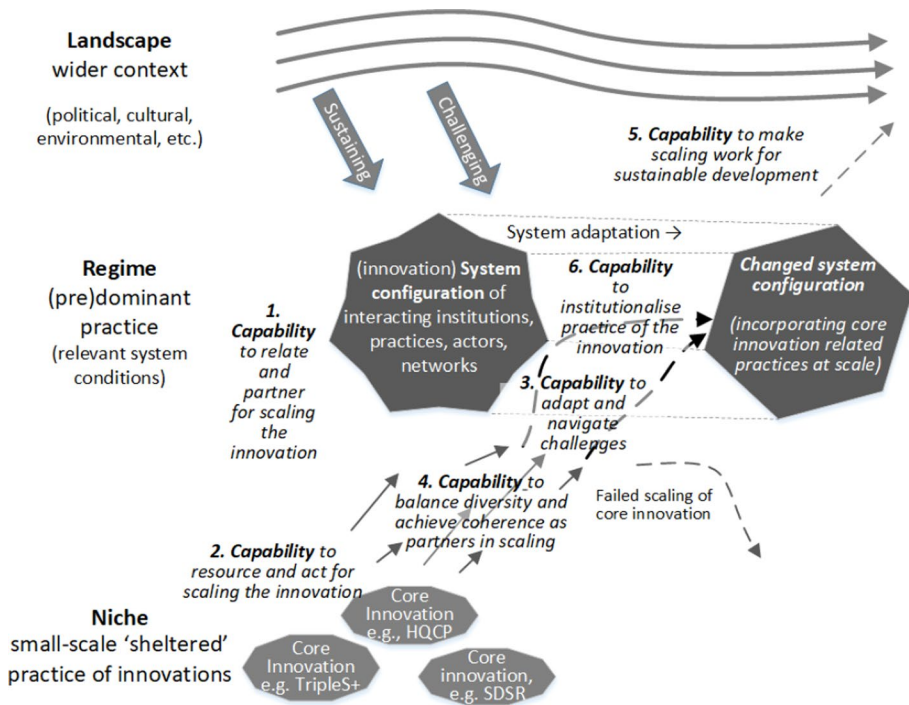 Landscape
wider context
(political, cultural,
environmental, etc.)
Sustaining
Challenging
5. Capability to make
scaling work for
sustainable development
System adaptation →
Regime
(pre)dominant
practice
(relevant system
conditions)
1.
Capability
to relate
and
partner
for scaling
the
innovation
(innovation) System
configuration of
interacting institutions,
practices, actors,
networks
6. Capability
to
institutionalise
practice of the
innovation
Changed system
configuration
(incorporating core
innovation related
practices at scale)
3. Capability to
adapt and
navigate
challenges
4. Capability to
balance diversity and
achieve coherence as
partners in scaling
Failed scaling of
core innovation
2. Capability to
resource and act for
scaling the innovation
Niche
small-scale ‘sheltered’
practice of innovations
Core
Innovation
e.g., HQCP
Core
Innovation
e.g. TripleS+
Core
innovation,
e.g. SDSR